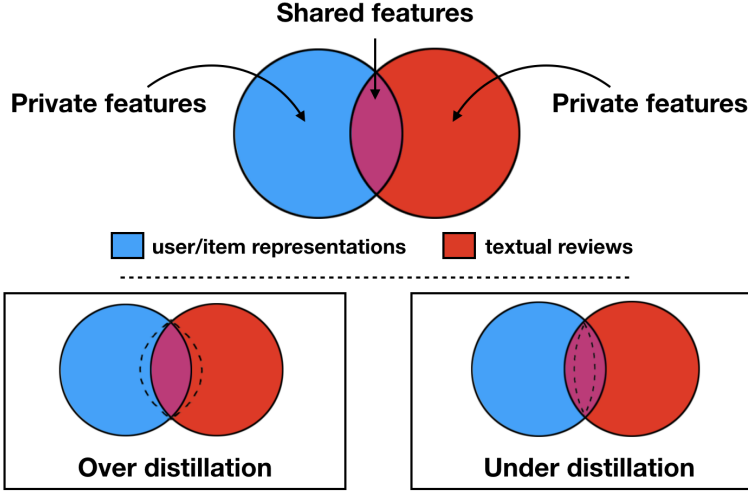 Shared features
Private features
Private features
user/item representations
textual reviews
Over distillation
Under distillation